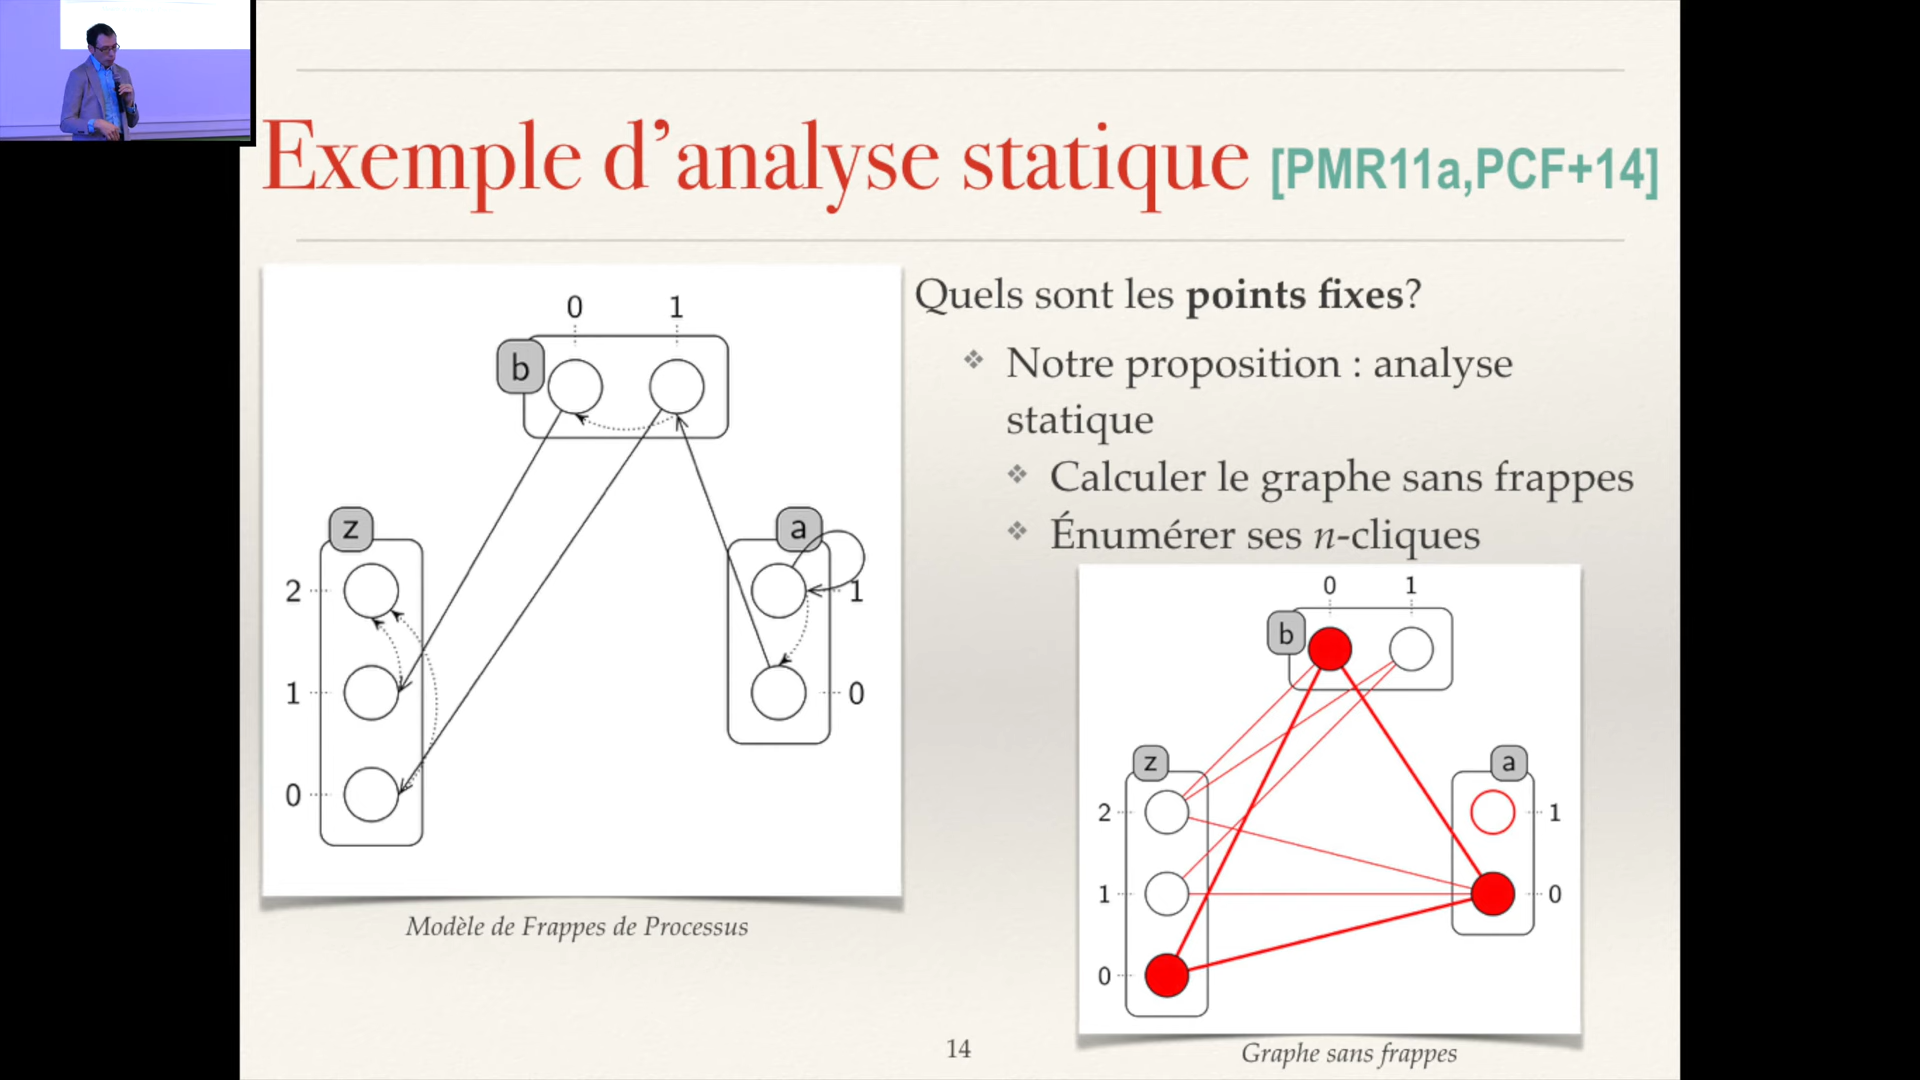 Exemple d'analyse statique [PMR11a,PCF+14]
0 1
b
z
a
2
1
1
0
0
Modèle de Frappes de Processus
Quels sont les points fixes?
Notre proposition : analyse
statique
Calculer le graphe sans frappes
Énumérer ses n-cliques
0 1
b
z
a
2
1
1
0
0
Graphe sans frappes
14